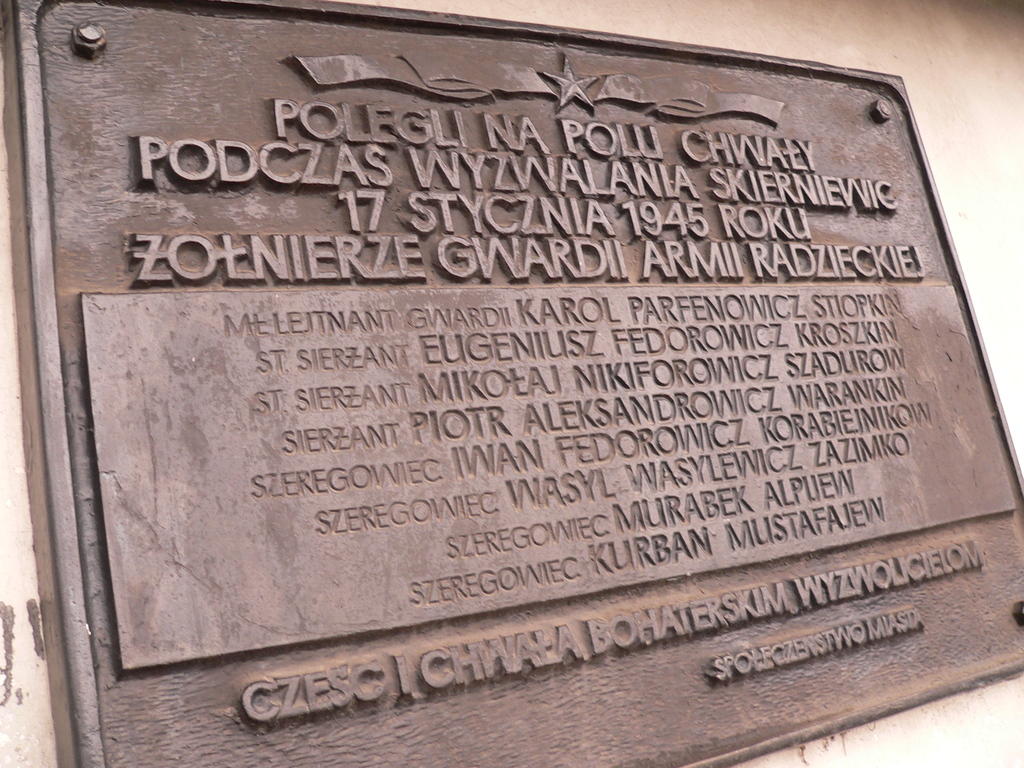 POLEGLI NA POLU CHWAŁY
PODCZAS WYZWALANIA SKIERNIEWIC
17 STYCZNIA 1945 ROKU
ŻOŁNIERZE GWARDII ARMII RADZIECKIEJ
MŁ. LEJTNANT GWARDII KAROL PARFENOWICZ STIOPKIN
ST. SIERŻANT EUGENIUSZ FEDOROWICZ KROSZKIN
ST. SIERŻANT MIKOŁAJ NIKIFOROWICZ SZADUROW
SIERŻANT PIOTR ALEKSANDROWICZ WARANKIN
SZEREGOWIEC IWAN FEDOROWICZ KORABIEJNIKOW
SZEREGOWIEC WASYL WASYLEWICZ ZAZIMKO
SZEREGOWIEC MURABEK ALPIJEW
SZEREGOWIEC KURBAN MUSTAFAJEW
CZEŚĆ I CHWAŁA BOHATERSKIM WYZWOLICIELOM
SPOŁECZEŃSTWO MIASTA